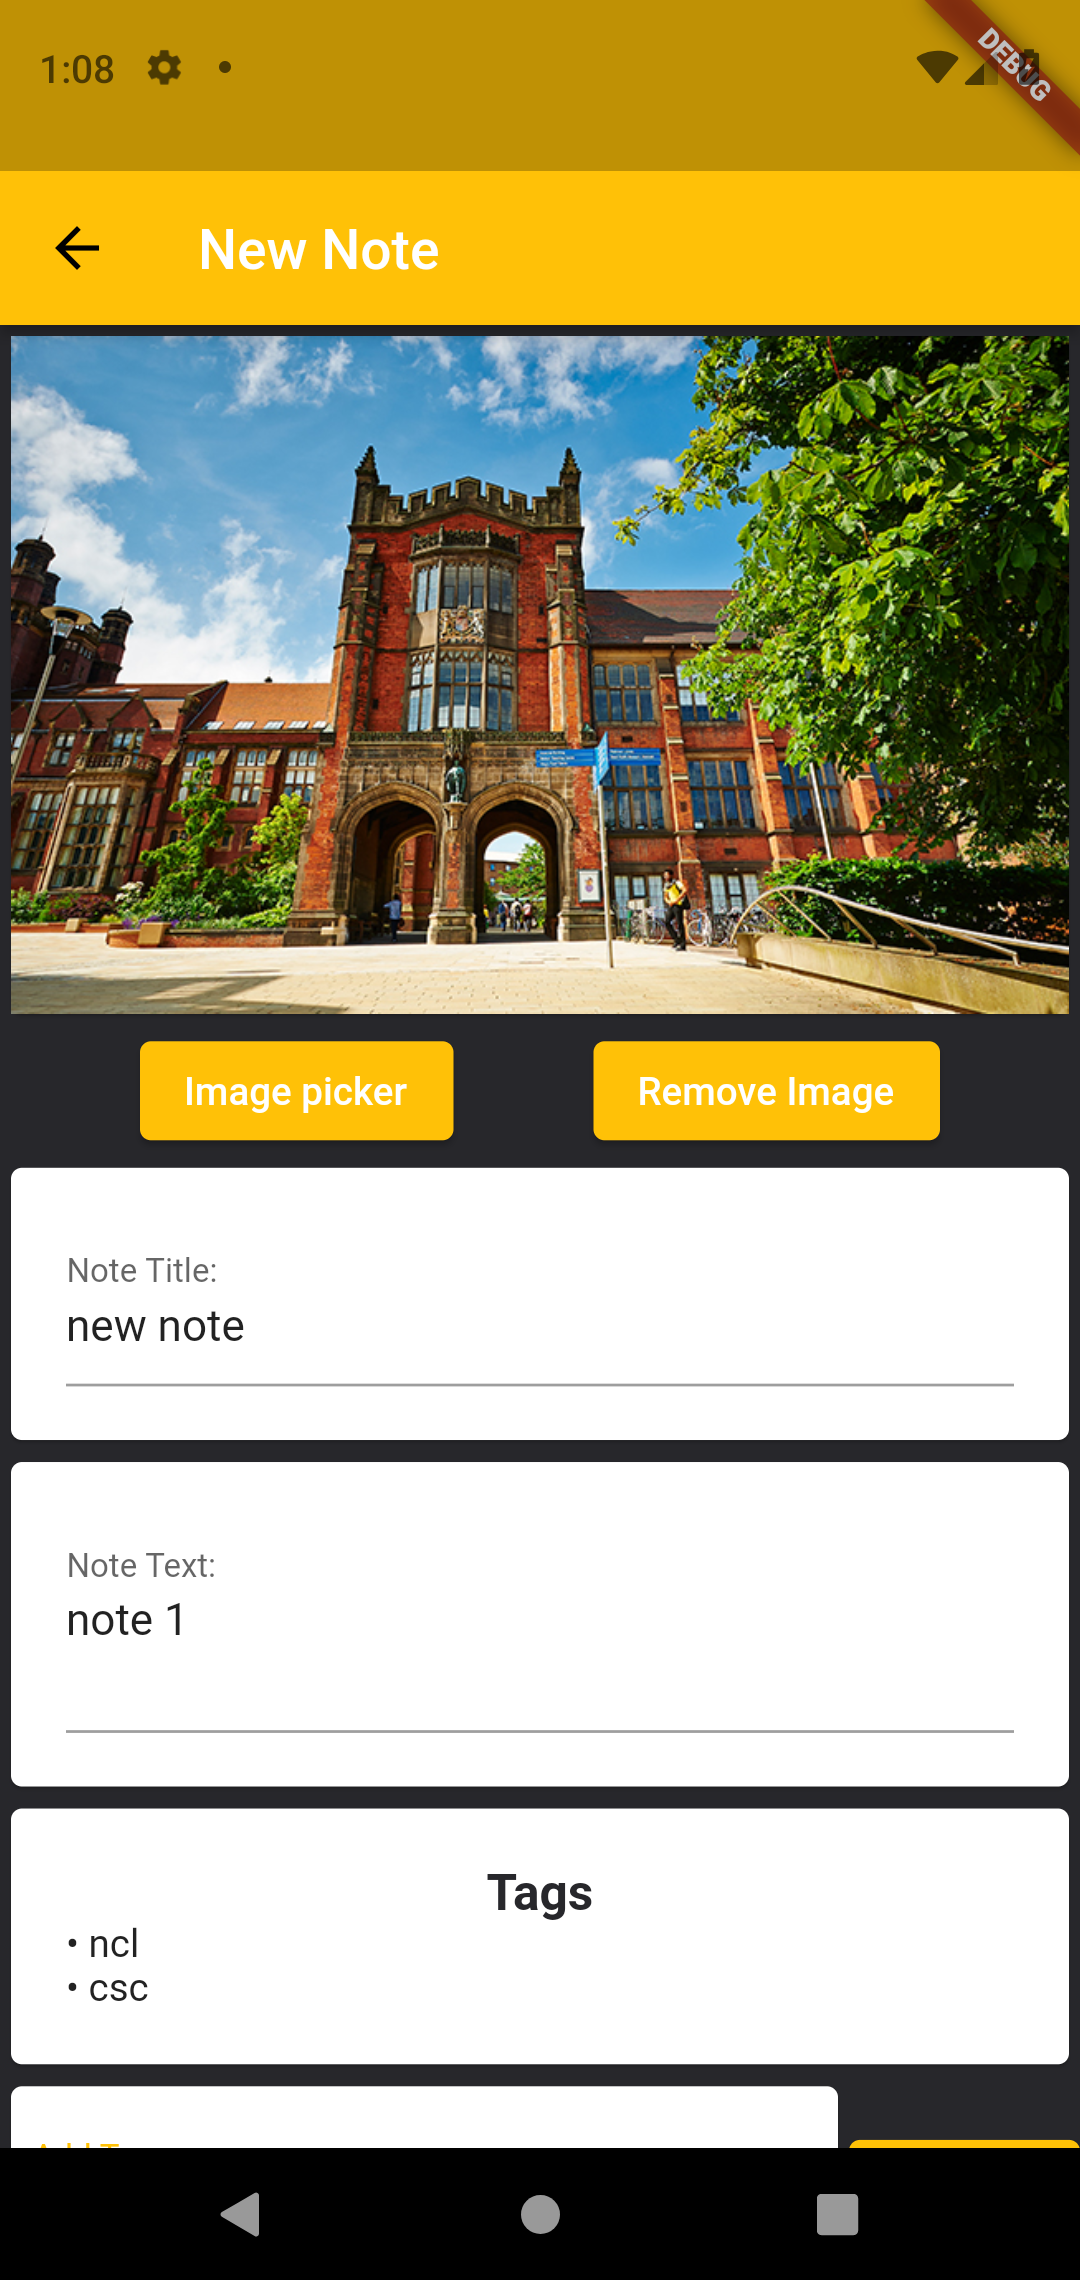 1:08
DEBUG
New Note
Image picker
Remove Image
Note Title:
new note
Note Text:
note 1
Tags
• ncl
• csc